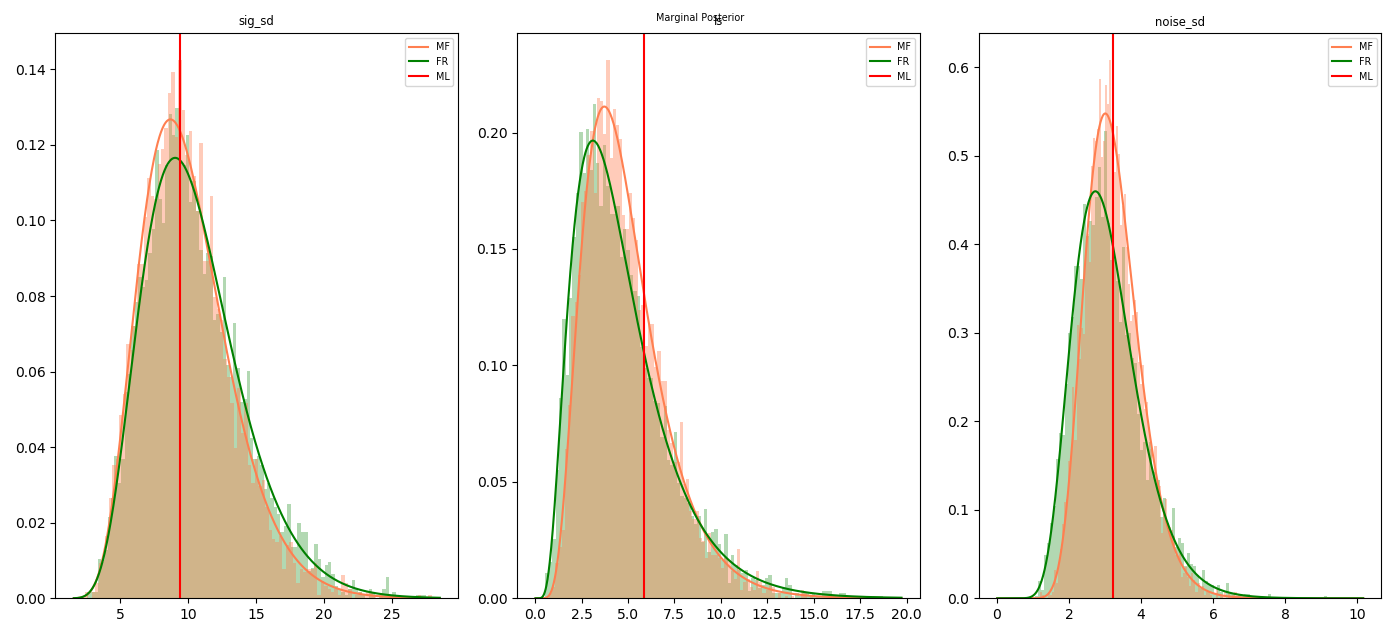 Marginal Posterior
sig_sd
ls
noise_sd
MF
FR
ML
MF
FR
ML
MF
FR
ML
0.14
0.12
0.10
0.08
0.06
0.04
0.02
0.00
5 10 15 20 25
0.20
0.15
0.10
0.05
0.00
0.0 2.5 5.0 7.5 10.0 12.5 15.0 17.5 20.0
0.6
0.5
0.4
0.3
0.2
0.1
0.0
0 2 4 6 8 10